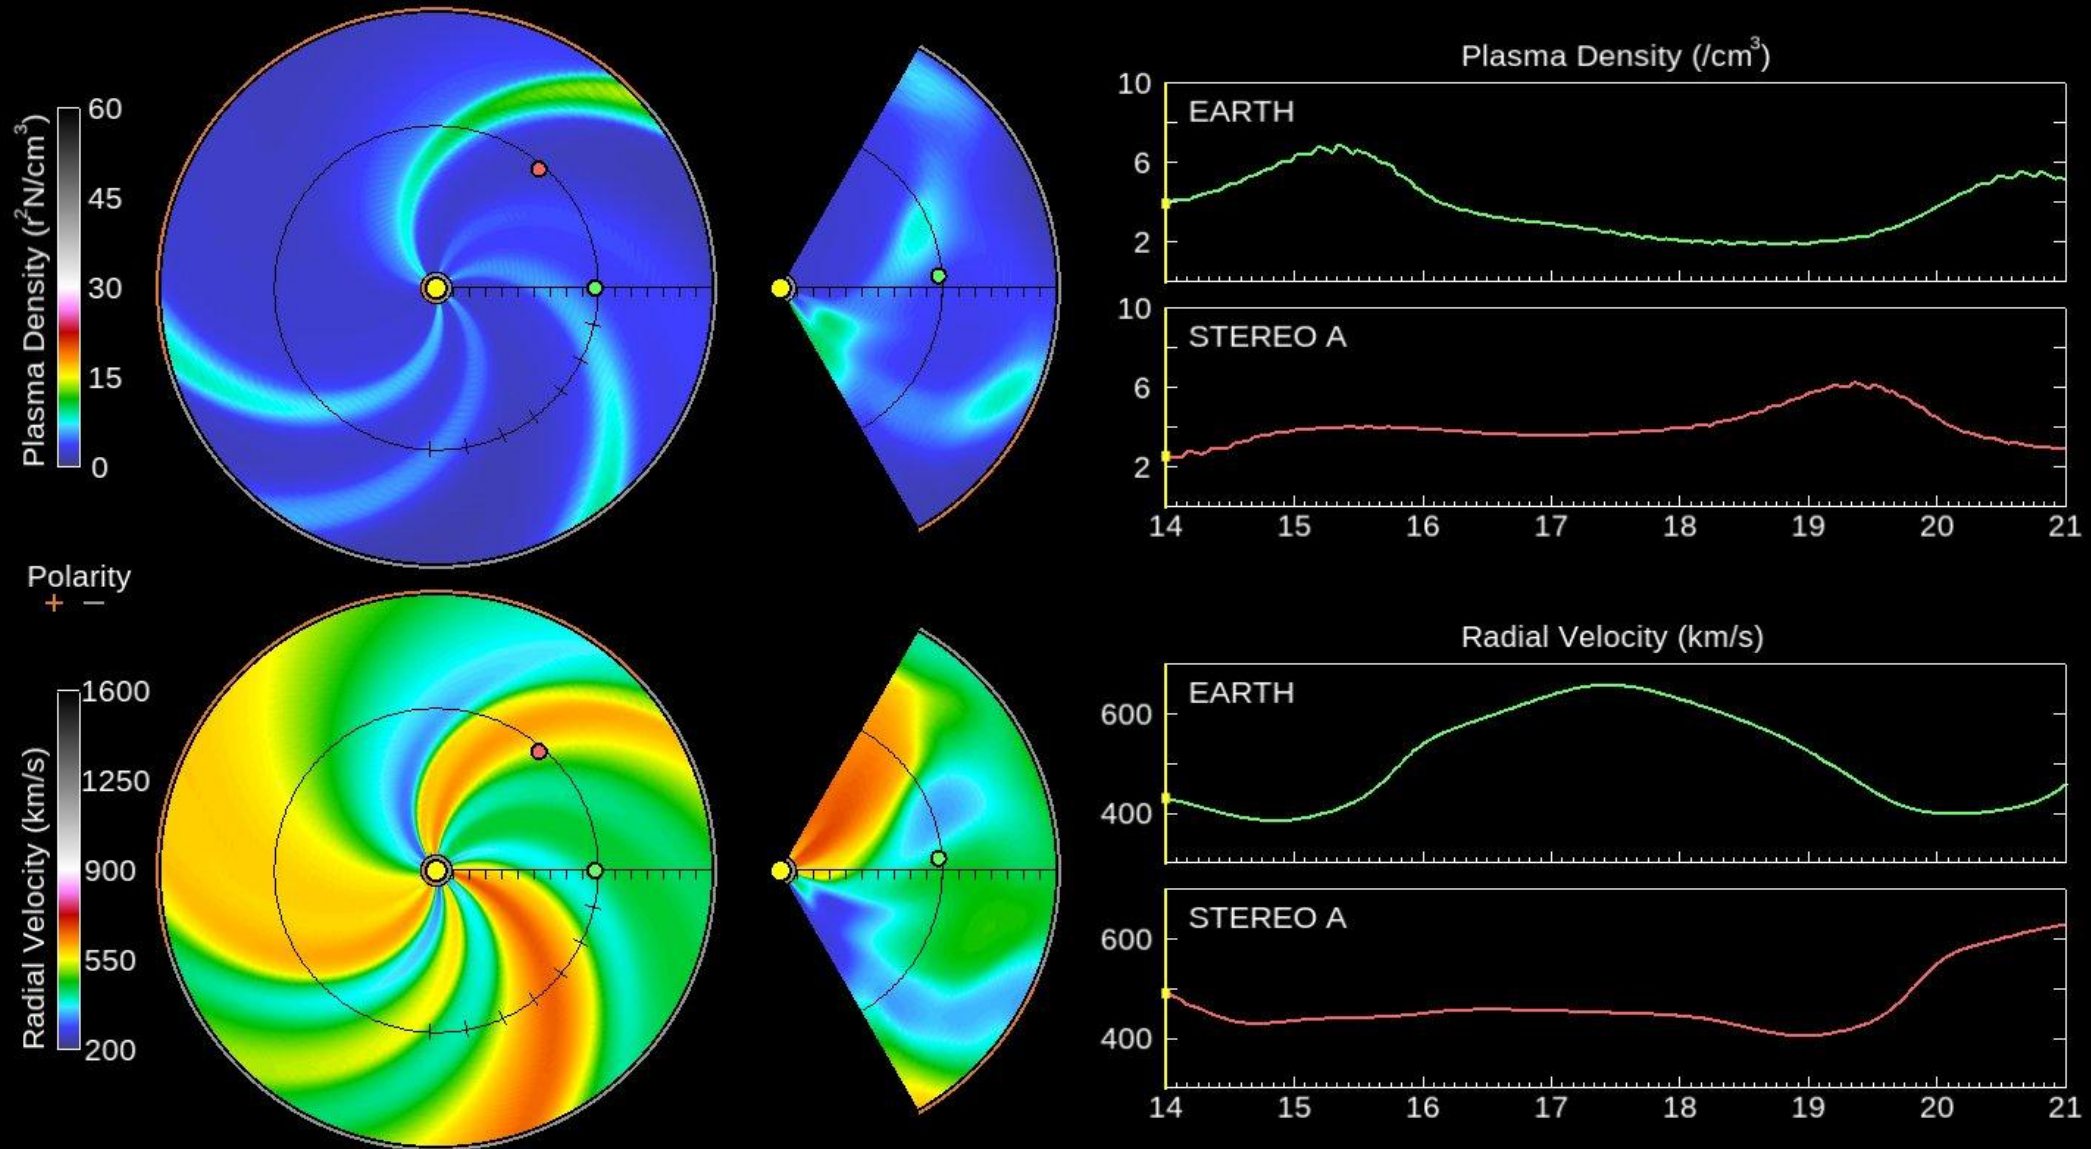 Plasma Density (r²N/cm³)
60
45
30
15
0
Plasma Density (/cm³)
EARTH
10
6
2
STEREO A
10
6
2
14 15 16 17 18 19 20 21
Polarity
+ −
Radial Velocity (km/s)
1600
1250
900
550
200
Radial Velocity (km/s)
EARTH
600
400
STEREO A
600
400
14 15 16 17 18 19 20 21